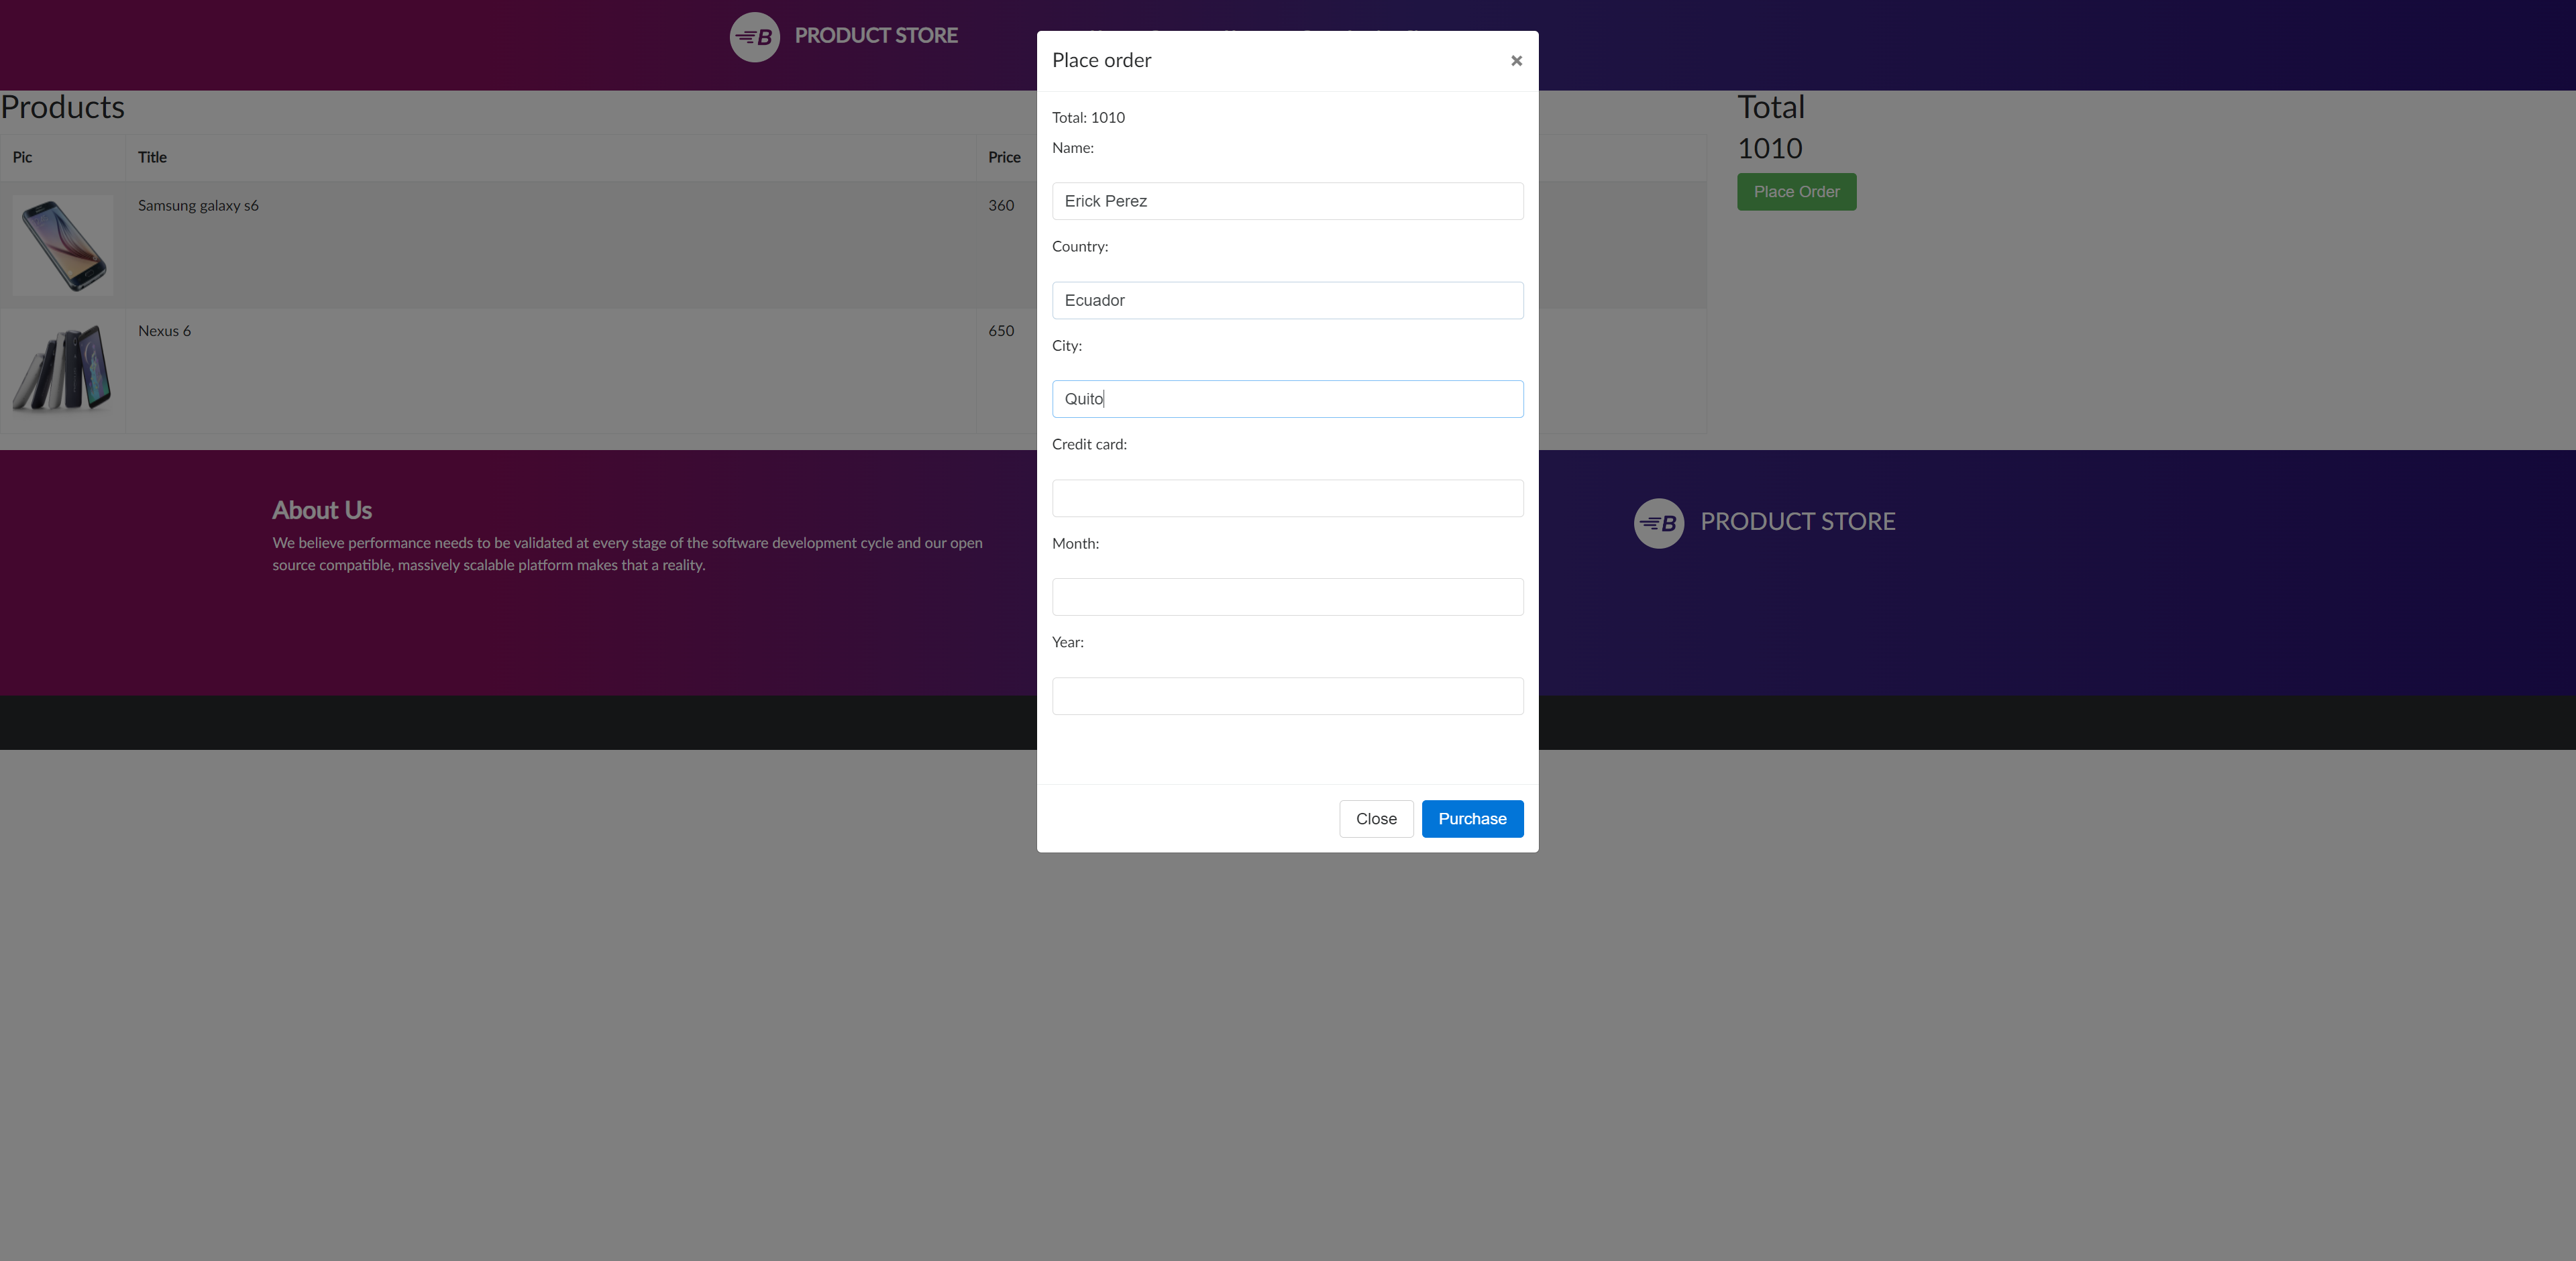 B PRODUCT STORE
Products
Pic Title Price
Samsung galaxy s6 360
Nexus 6 650
Total
1010
Place Order
Place order ×
Total: 1010
Name:
Erick Perez
Country:
Ecuador
City:
Quito
Credit card:
Month:
Year:
Close Purchase
About Us
We believe performance needs to be validated at every stage of the software development cycle and our open
source compatible, massively scalable platform makes that a reality.
B PRODUCT STORE